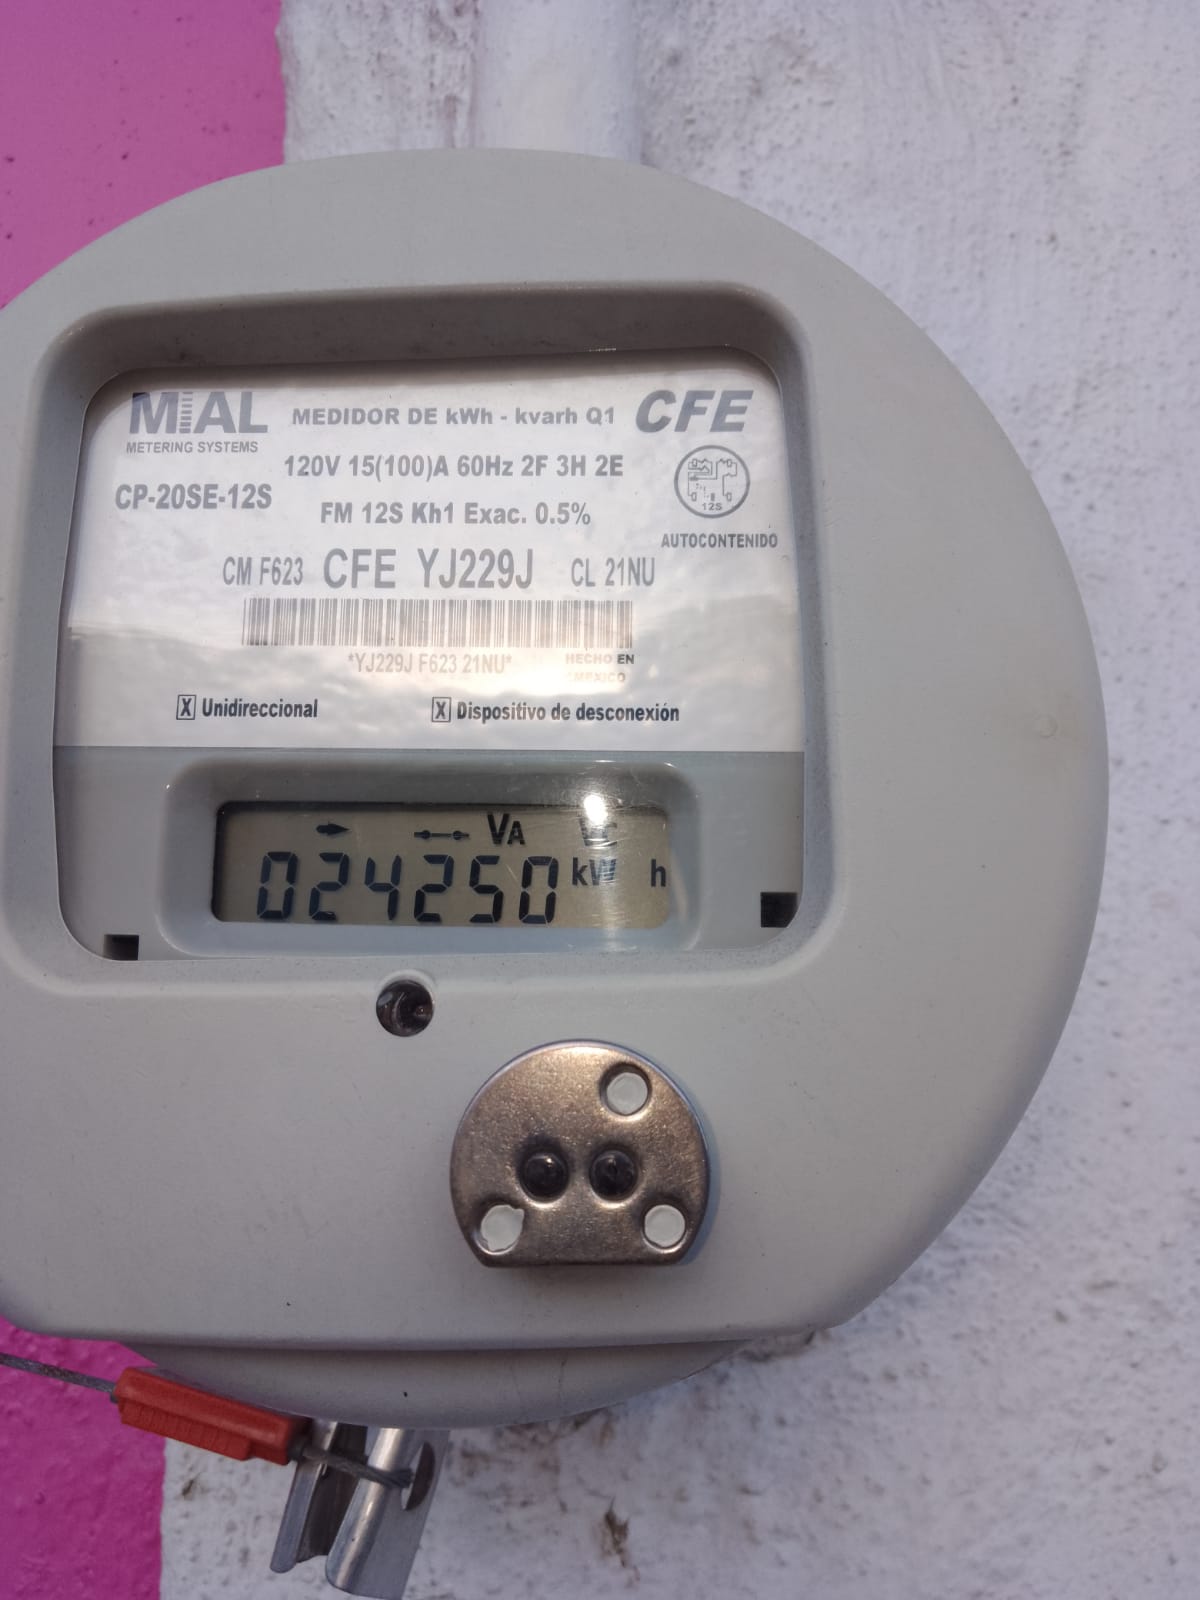 MIAL
METERING SYSTEMS
MEDIDOR DE kWh - kvarh Q1
CFE
120V 15(100)A 60Hz 2F 3H 2E
CP-20SE-12S
FM 12S Kh1 Exac. 0.5%
12S
AUTOCONTENIDO
CM F623 CFE YJ229J CL 21NU
*YJ229J F623 21NU*
HECHO EN
MEXICO
X Unidireccional
X Dispositivo de desconexión
VA VC
024250 kW h